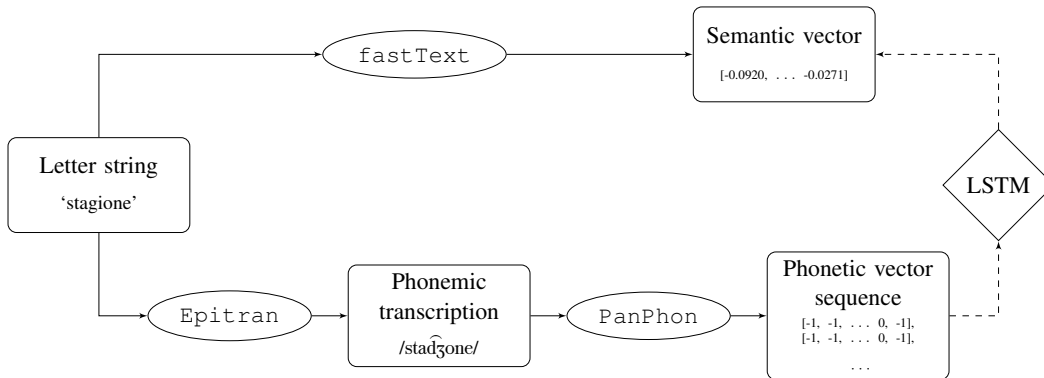 fastText
Semantic vector
[-0.0920, . . . -0.0271]
Letter string
‘stagione’
LSTM
Epitran
Phonemic
transcription
/stad͡ʒone/
PanPhon
Phonetic vector
sequence
[-1, -1, . . . 0, -1],
[-1, -1, . . . 0, -1],
. . .